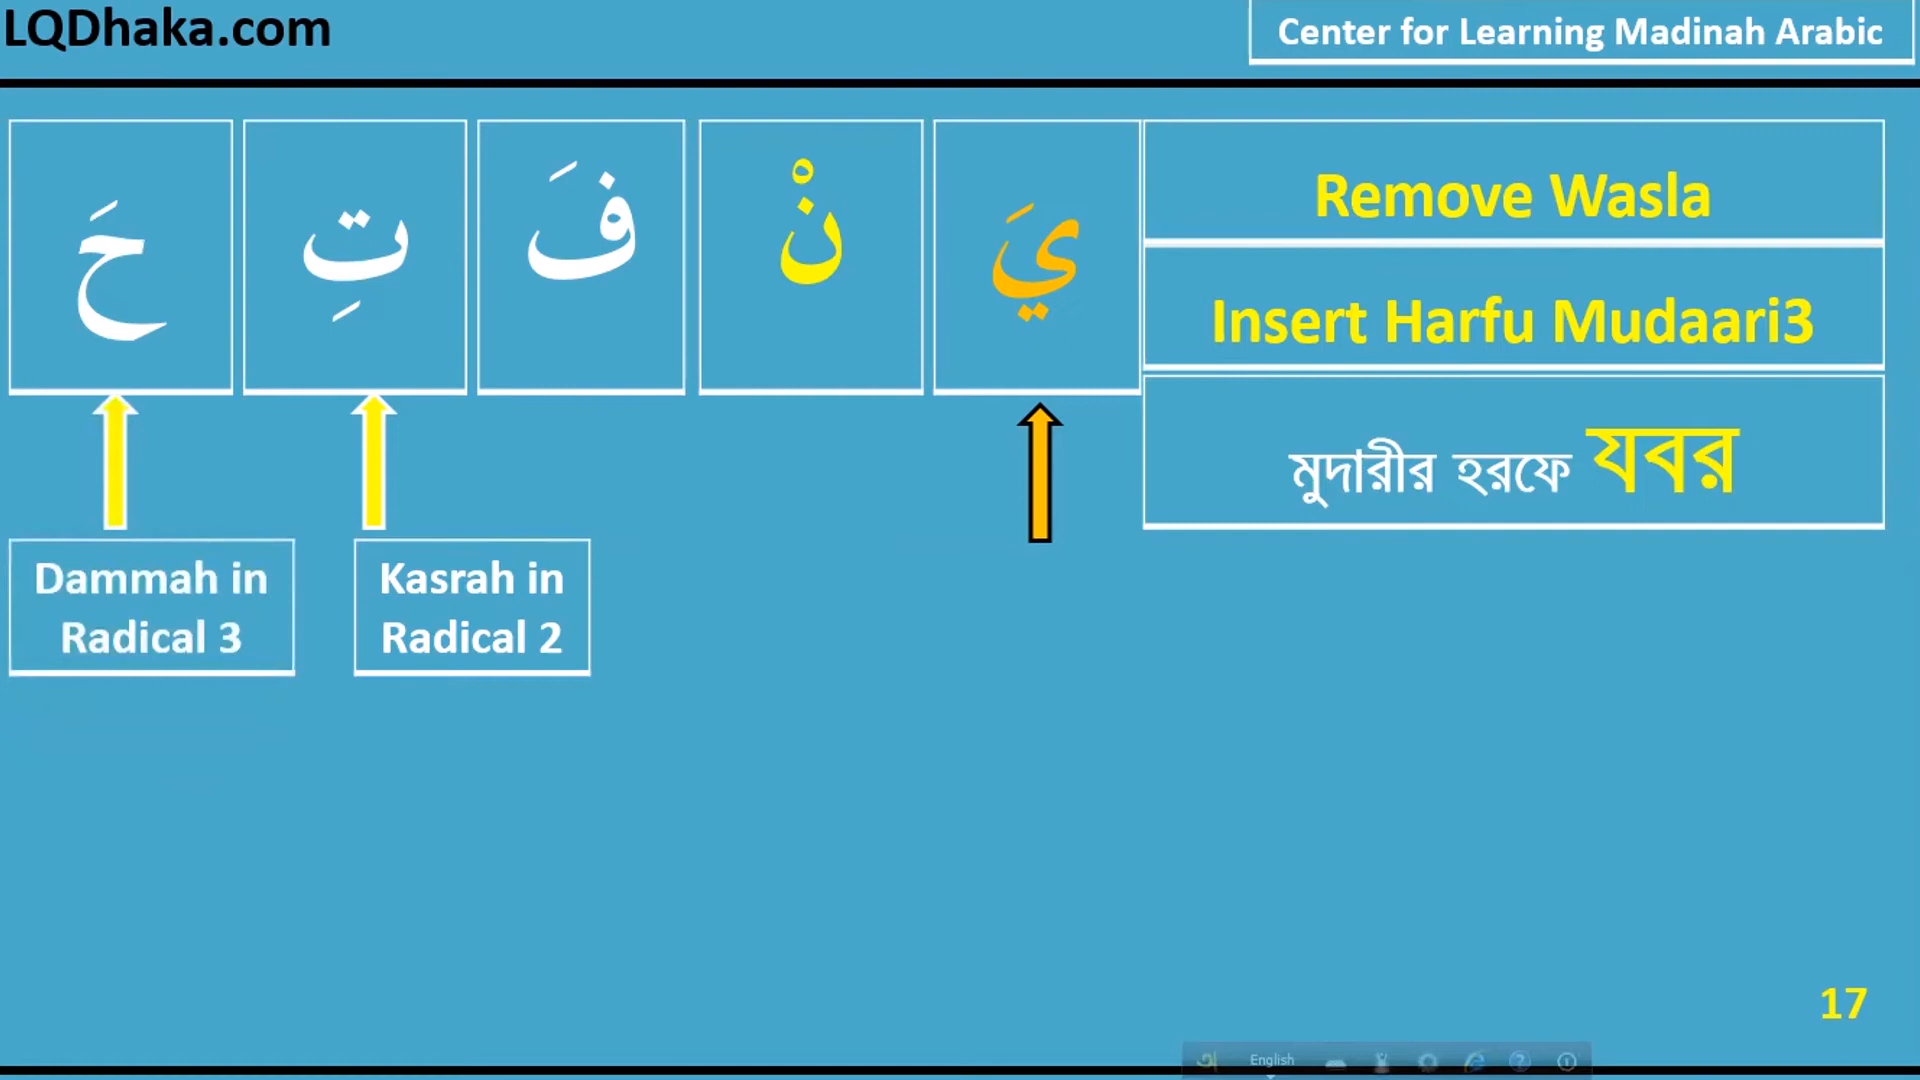 LQDhaka.com
Center for Learning Madinah Arabic
يَ نْ فَ تِ حَ
Remove Wasla
Insert Harfu Mudaari3
মুদারীর হরফে যবর
Dammah in
Radical 3
Kasrah in
Radical 2
17
অ English